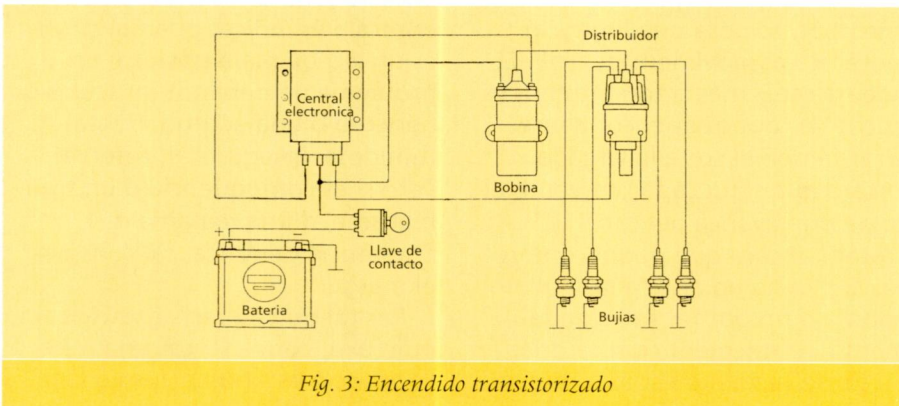 Distribuidor
Central
electronica
Bobina
+
−
Llave de
contacto
Bateria
Bujias
Fig. 3: Encendido transistorizado